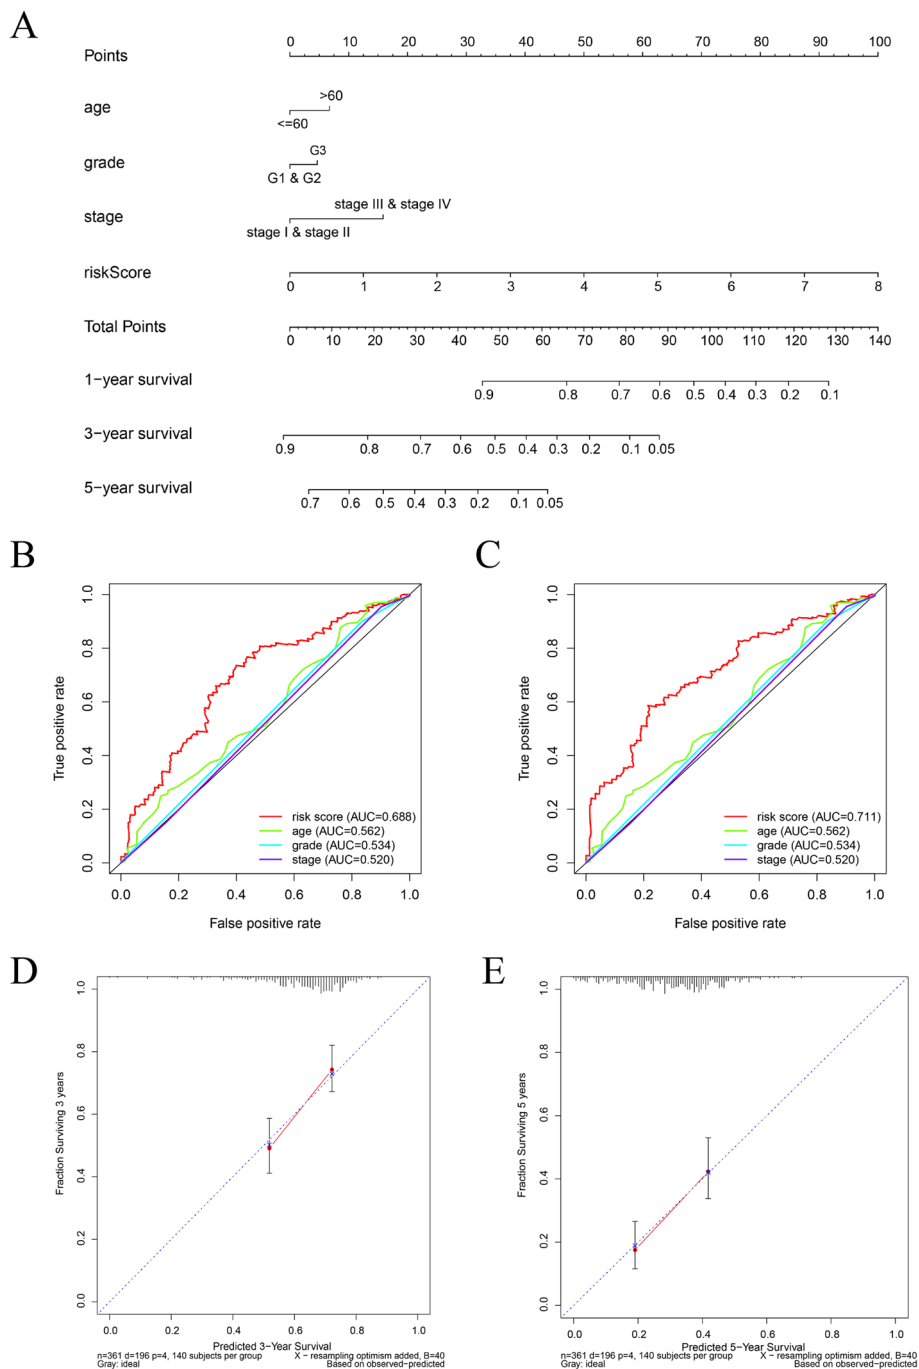 A
Points 0 10 20 30 40 50 60 70 80 90 100
age <=60 >60
grade G1 & G2 G3
stage stage I & stage II stage III & stage IV
riskScore 0 1 2 3 4 5 6 7 8
Total Points 0 10 20 30 40 50 60 70 80 90 100 110 120 130 140
1−year survival 0.9 0.8 0.7 0.6 0.5 0.4 0.3 0.2 0.1
3−year survival 0.9 0.8 0.7 0.6 0.5 0.4 0.3 0.2 0.1 0.05
5−year survival 0.7 0.6 0.5 0.4 0.3 0.2 0.1 0.05
B
True positive rate
1.0
0.8
0.6
0.4
0.2
0.0
risk score (AUC=0.688)
age (AUC=0.562)
grade (AUC=0.534)
stage (AUC=0.520)
0.0 0.2 0.4 0.6 0.8 1.0
False positive rate
C
True positive rate
1.0
0.8
0.6
0.4
0.2
0.0
risk score (AUC=0.711)
age (AUC=0.562)
grade (AUC=0.534)
stage (AUC=0.520)
0.0 0.2 0.4 0.6 0.8 1.0
False positive rate
D
Fraction Surviving 3 years
1.0
0.8
0.6
0.4
0.2
0.0
0.0 0.2 0.4 0.6 0.8 1.0
Predicted 3−Year Survival
n=361 d=196 p=4, 140 subjects per group X − resampling optimism added, B=40
Gray: ideal Based on observed−predicted
E
Fraction Surviving 5 years
1.0
0.8
0.6
0.4
0.2
0.0
0.0 0.2 0.4 0.6 0.8 1.0
Predicted 5−Year Survival
n=361 d=196 p=4, 140 subjects per group X − resampling optimism added, B=40
Gray: ideal Based on observed−predicted